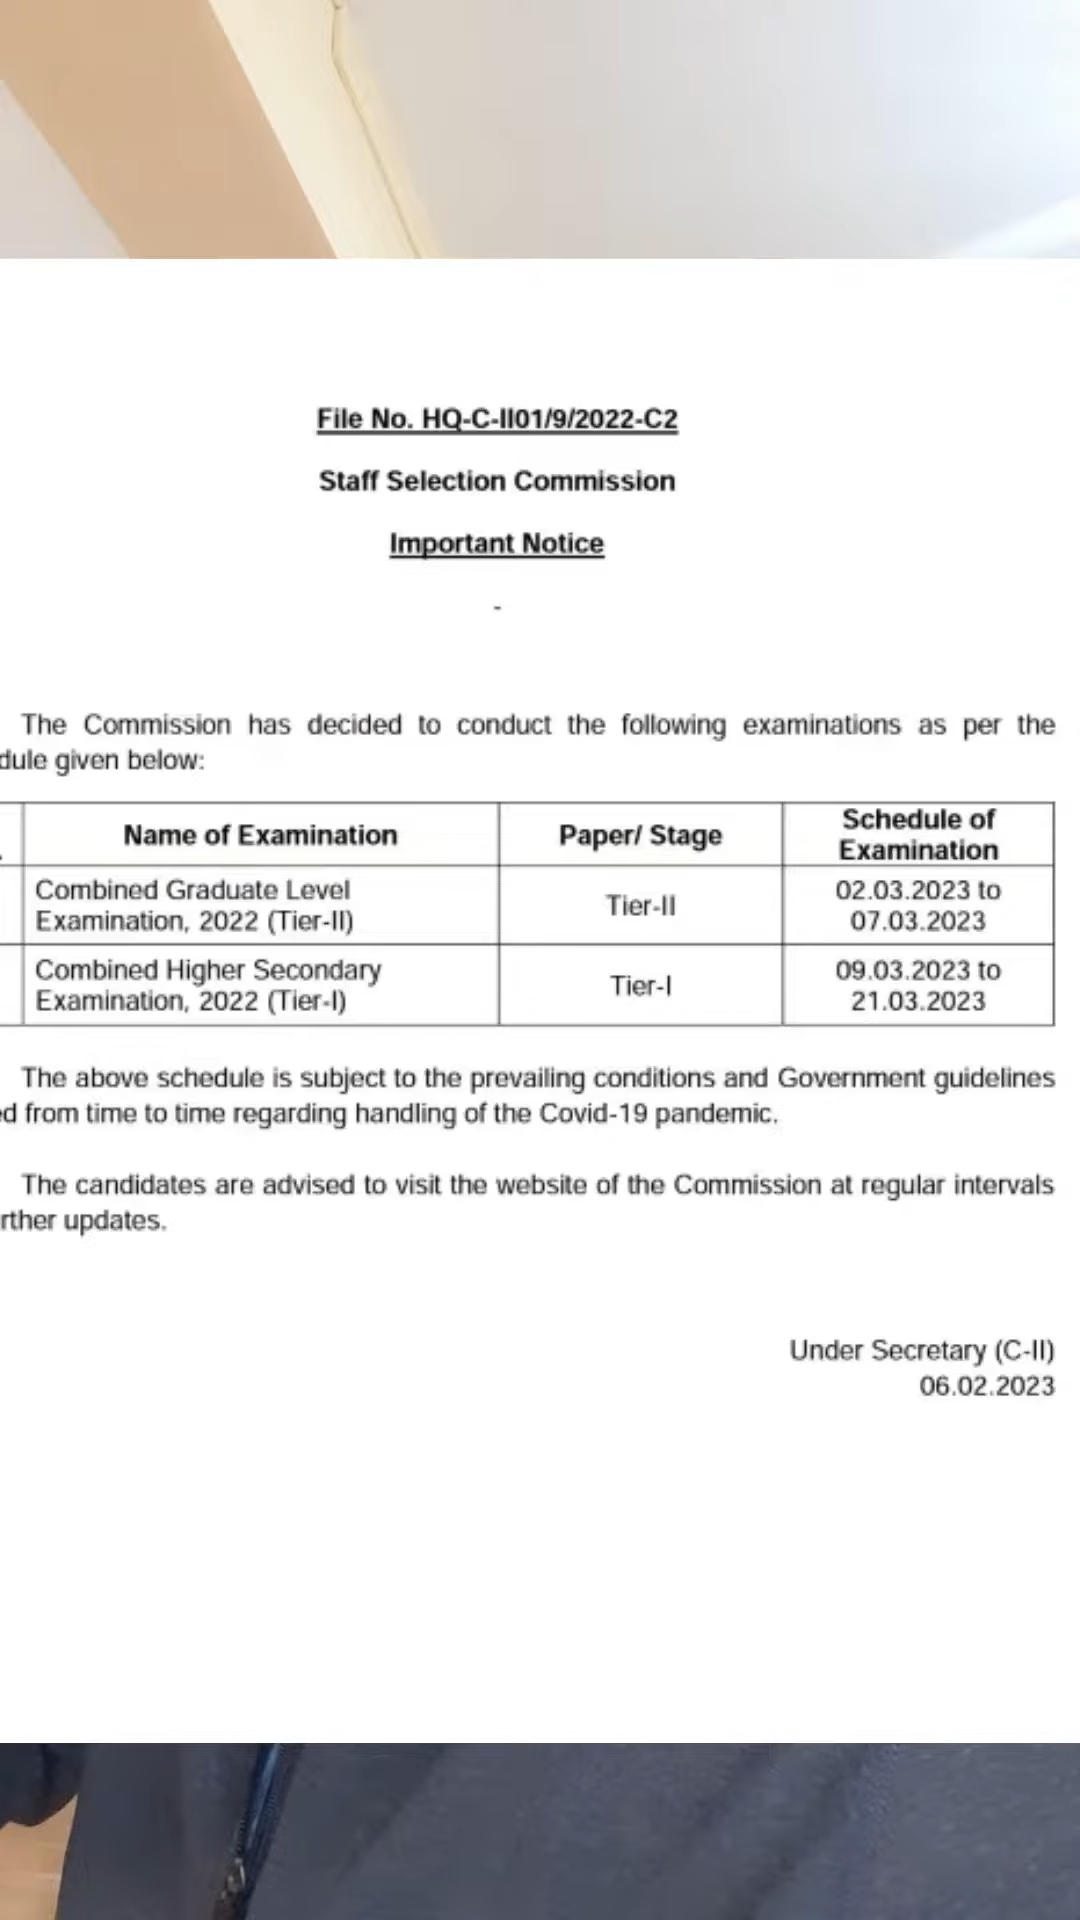 File No. HQ-C-II01/9/2022-C2
Staff Selection Commission
Important Notice
-
The Commission has decided to conduct the following examinations as per the
dule given below:
Name of Examination Paper/ Stage Schedule of Examination
Combined Graduate Level Examination, 2022 (Tier-II) Tier-II 02.03.2023 to 07.03.2023
Combined Higher Secondary Examination, 2022 (Tier-I) Tier-I 09.03.2023 to 21.03.2023
The above schedule is subject to the prevailing conditions and Government guidelines
ed from time to time regarding handling of the Covid-19 pandemic.
The candidates are advised to visit the website of the Commission at regular intervals
rther updates.
Under Secretary (C-II)
06.02.2023